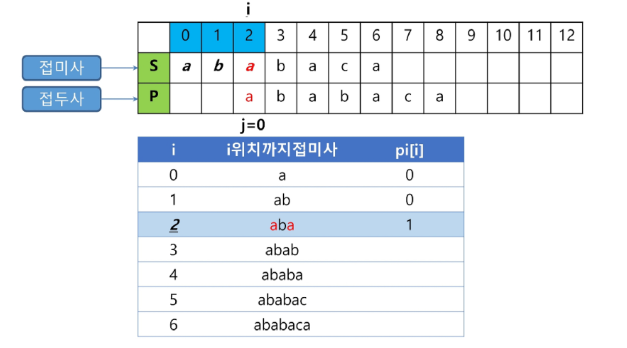 i
0 1 2 3 4 5 6 7 8 9 10 11 12
접미사 S a b a b a c a
접두사 P a b a b a c a
j=0
i i위치까지접미사 pi[i]
0 a 0
1 ab 0
2 aba 1
3 abab
4 ababa
5 ababac
6 ababaca